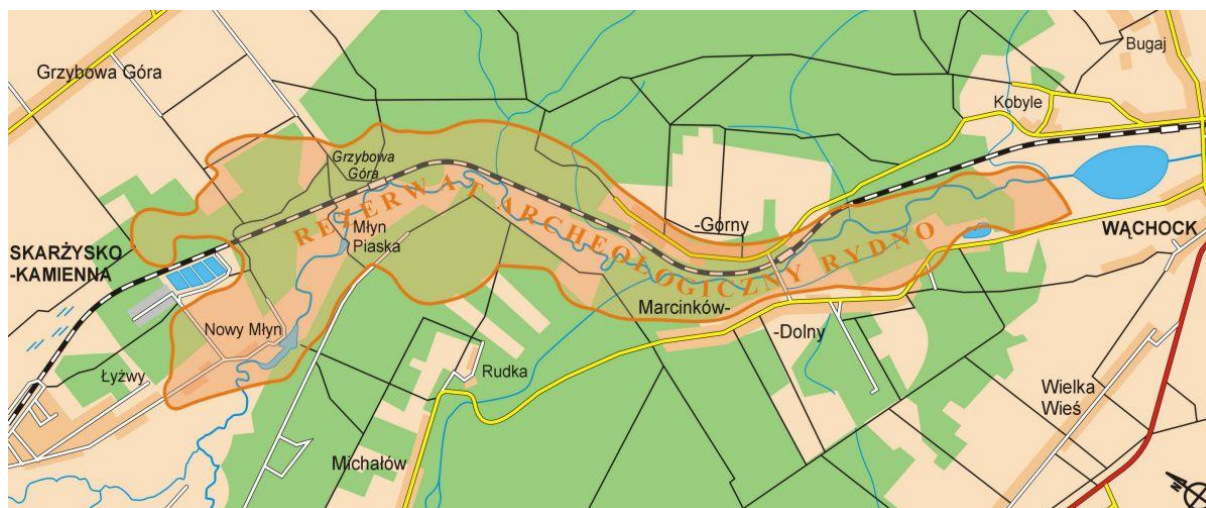 Grzybowa Góra
Bugaj
Kobyle
Grzybowa
Góra
REZERWAT ARCHEOLOGICZNY RYDNO
Młyn
Piaska
-Górny
WĄCHOCK
SKARŻYSKO
-KAMIENNA
Nowy Młyn
Marcinków-
-Dolny
Łyżwy
Rudka
Wielka
Wieś
Michałów
N